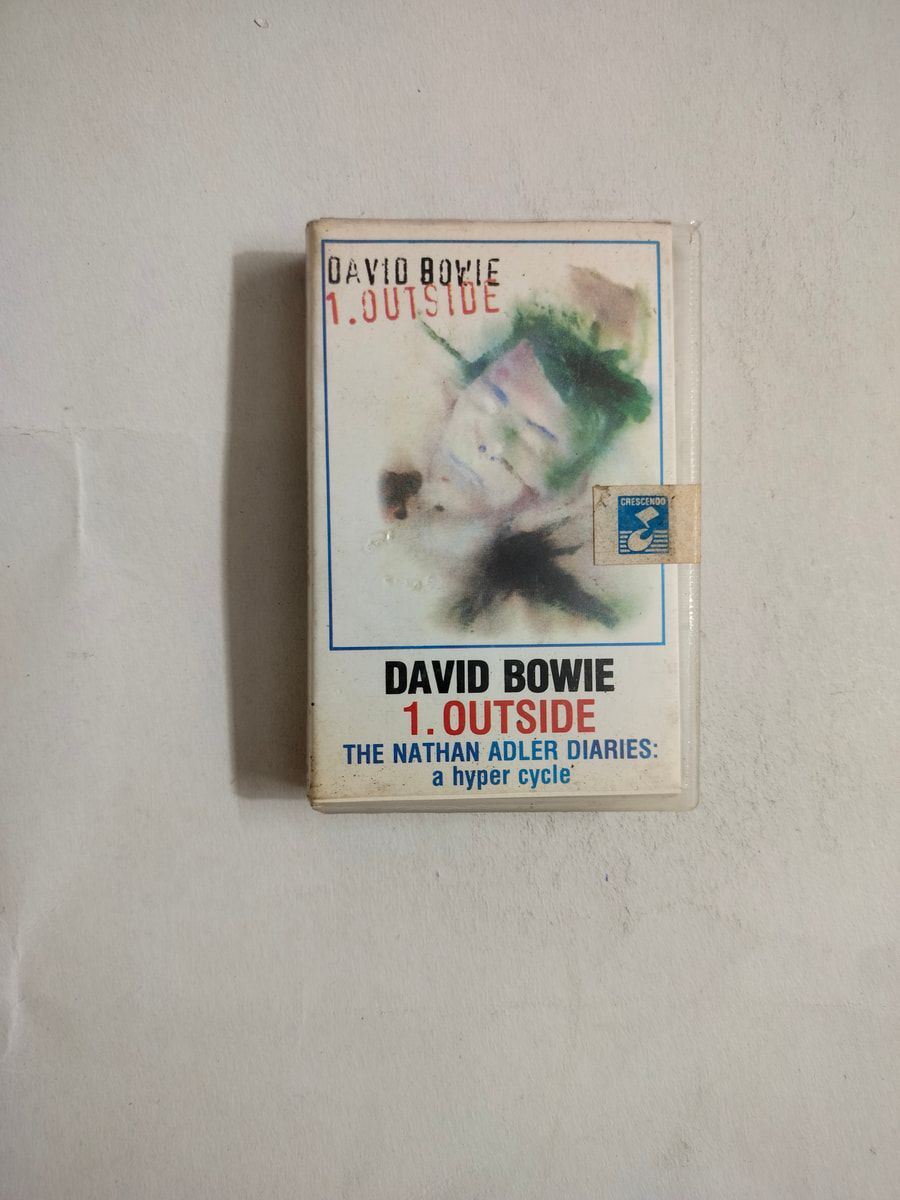 DAVID BOWIE
1.OUTSIDE
CRESCENDO
DAVID BOWIE
1. OUTSIDE
THE NATHAN ADLER DIARIES:
a hyper cycle